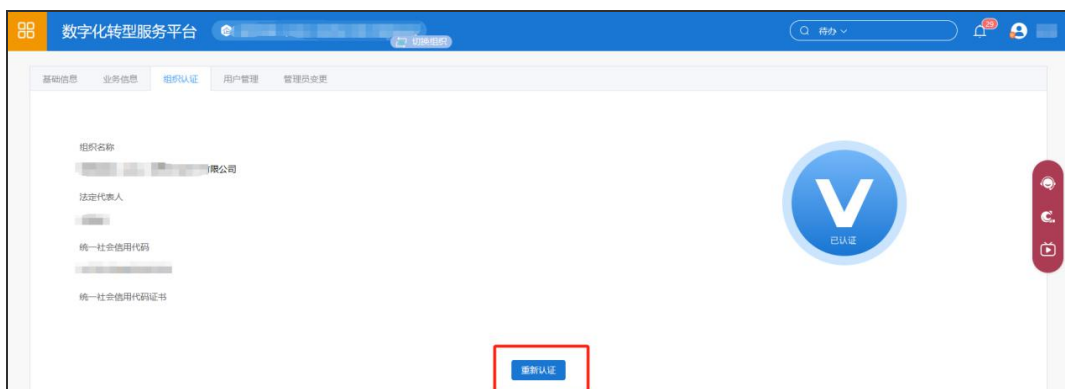 数字化转型服务平台 切换组织 待办 29
基础信息 业务信息 组织认证 用户管理 管理员变更
组织名称
有限公司
法定代表人
统一社会信用代码
已认证
统一社会信用代码证书
重新认证